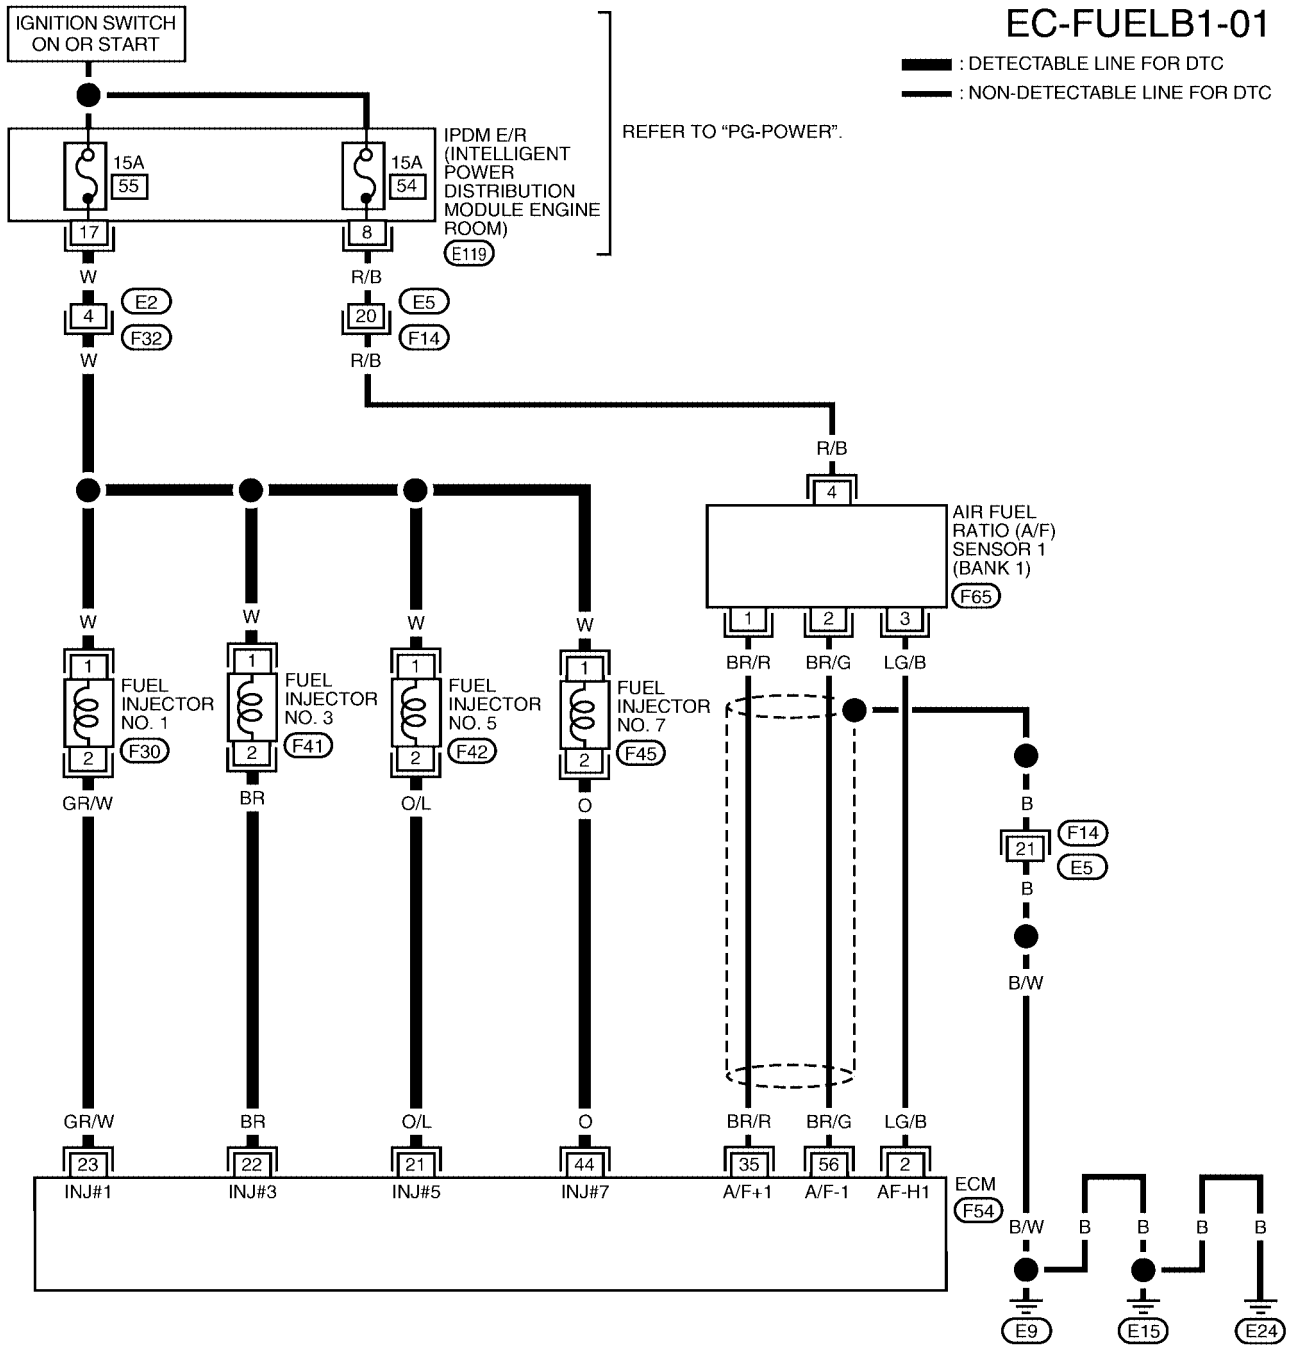 EC-FUELB1-01
IGNITION SWITCH
ON OR START
: DETECTABLE LINE FOR DTC
: NON-DETECTABLE LINE FOR DTC
REFER TO “PG-POWER”.
15A
55
15A
54
IPDM E/R
(INTELLIGENT
POWER
DISTRIBUTION
MODULE ENGINE
ROOM)
E119
17
8
W
R/B
4
E2
F32
20
E5
F14
W
R/B
R/B
4
AIR FUEL
RATIO (A/F)
SENSOR 1
(BANK 1)
F65
1
2
3
W
W
W
W
BR/R
BR/G
LG/B
1
FUEL
INJECTOR
NO. 1
F30
2
1
FUEL
INJECTOR
NO. 3
F41
2
1
FUEL
INJECTOR
NO. 5
F42
2
1
FUEL
INJECTOR
NO. 7
F45
2
GR/W
BR
O/L
O
B
21
F14
E5
B
B/W
GR/W
BR
O/L
O
BR/R
BR/G
LG/B
23
22
21
44
35
56
2
INJ#1
INJ#3
INJ#5
INJ#7
A/F+1
A/F-1
AF-H1
ECM
F54
B/W
B
B
B
B
E9
E15
E24